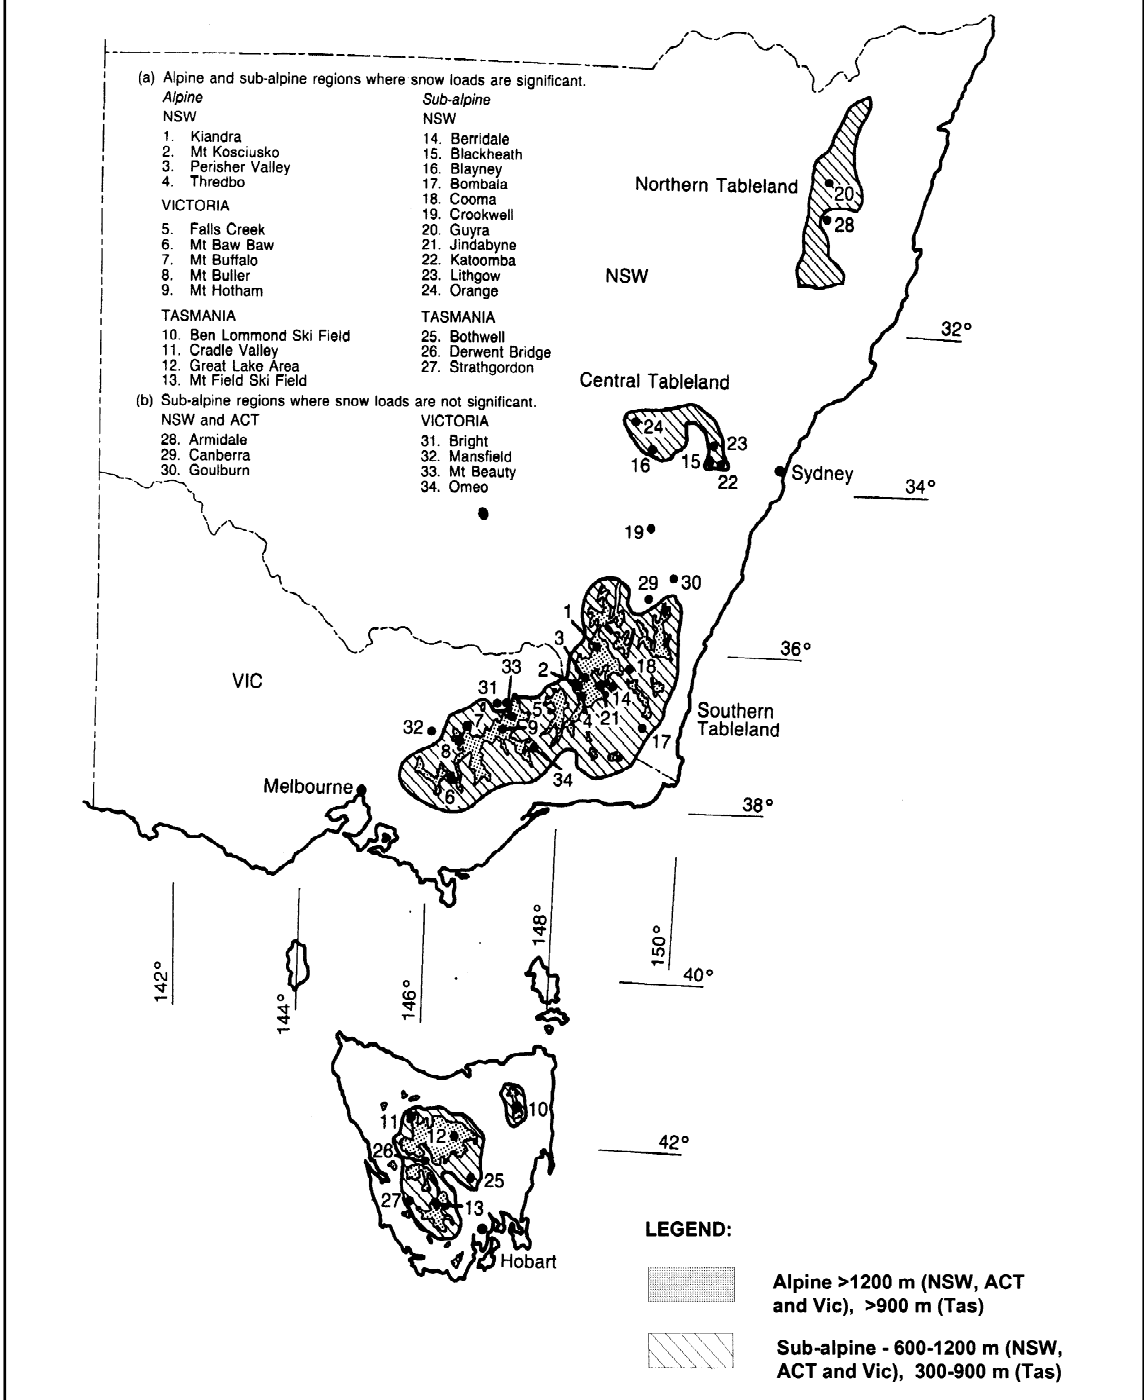 (a) Alpine and sub-alpine regions where snow loads are significant.
Alpine
NSW
1. Kiandra
2. Mt Kosciusko
3. Perisher Valley
4. Thredbo
VICTORIA
5. Falls Creek
6. Mt Baw Baw
7. Mt Buffalo
8. Mt Buller
9. Mt Hotham
TASMANIA
10. Ben Lommond Ski Field
11. Cradle Valley
12. Great Lake Area
13. Mt Field Ski Field
Sub-alpine
NSW
14. Berridale
15. Blackheath
16. Blayney
17. Bombala
18. Cooma
19. Crookwell
20. Guyra
21. Jindabyne
22. Katoomba
23. Lithgow
24. Orange
TASMANIA
25. Bothwell
26. Derwent Bridge
27. Strathgordon
(b) Sub-alpine regions where snow loads are not significant.
NSW and ACT
28. Armidale
29. Canberra
30. Goulburn
VICTORIA
31. Bright
32. Mansfield
33. Mt Beauty
34. Omeo
Northern Tableland
20
28
NSW
32°
Central Tableland
24
23
16
15
22
Sydney
34°
19
29
30
1
3
36°
33
2
18
VIC
31
14
5
4
21
Southern
Tableland
7
9
32
17
8
34
Melbourne
6
38°
148°
150°
142°
144°
146°
40°
10
11
12
42°
26
25
27
13
Hobart
LEGEND:
Alpine >1200 m (NSW, ACT
and Vic), >900 m (Tas)
Sub-alpine - 600-1200 m (NSW,
ACT and Vic), 300-900 m (Tas)